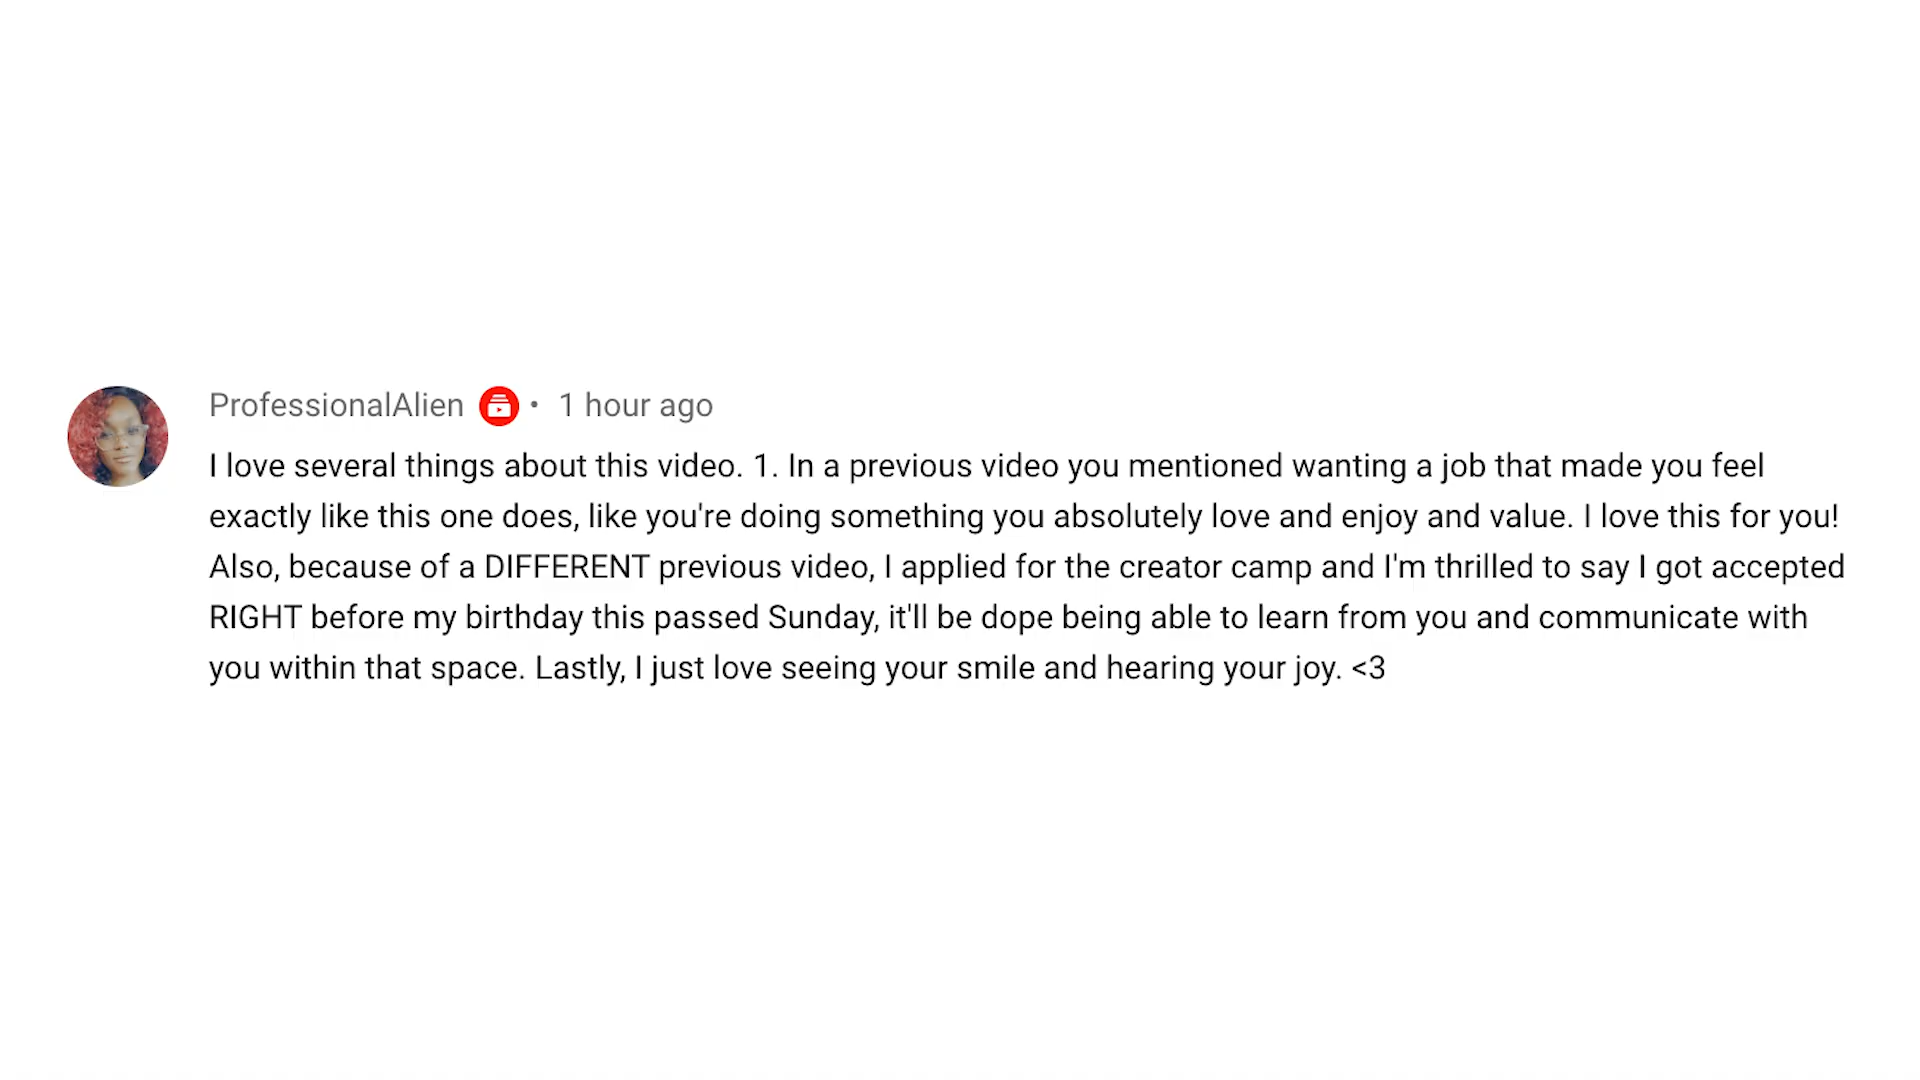 ProfessionalAlien • 1 hour ago
I love several things about this video. 1. In a previous video you mentioned wanting a job that made you feel
exactly like this one does, like you're doing something you absolutely love and enjoy and value. I love this for you!
Also, because of a DIFFERENT previous video, I applied for the creator camp and I'm thrilled to say I got accepted
RIGHT before my birthday this passed Sunday, it'll be dope being able to learn from you and communicate with
you within that space. Lastly, I just love seeing your smile and hearing your joy. <3